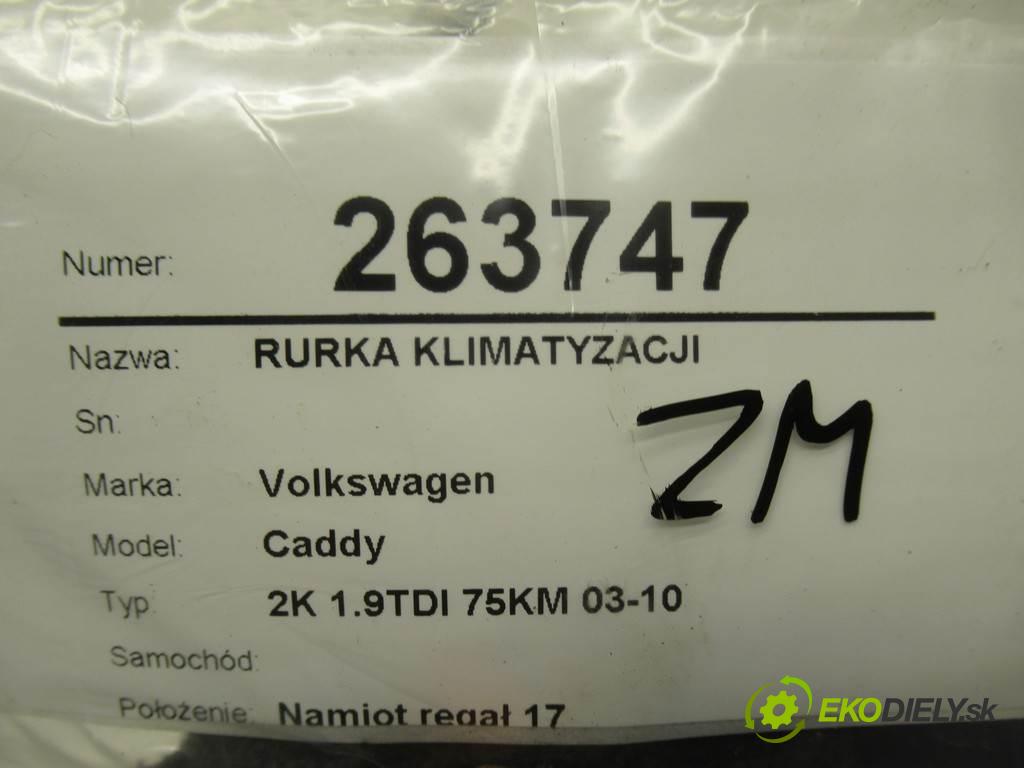 Numer: 263747
Nazwa: RURKA KLIMATYZACJI
Sn:
ZM
Marka: Volkswagen
Model: Caddy
Typ: 2K 1.9TDI 75KM 03-10
Samochód:
Położenie: Namiot regał 17
EKODIELY.sk